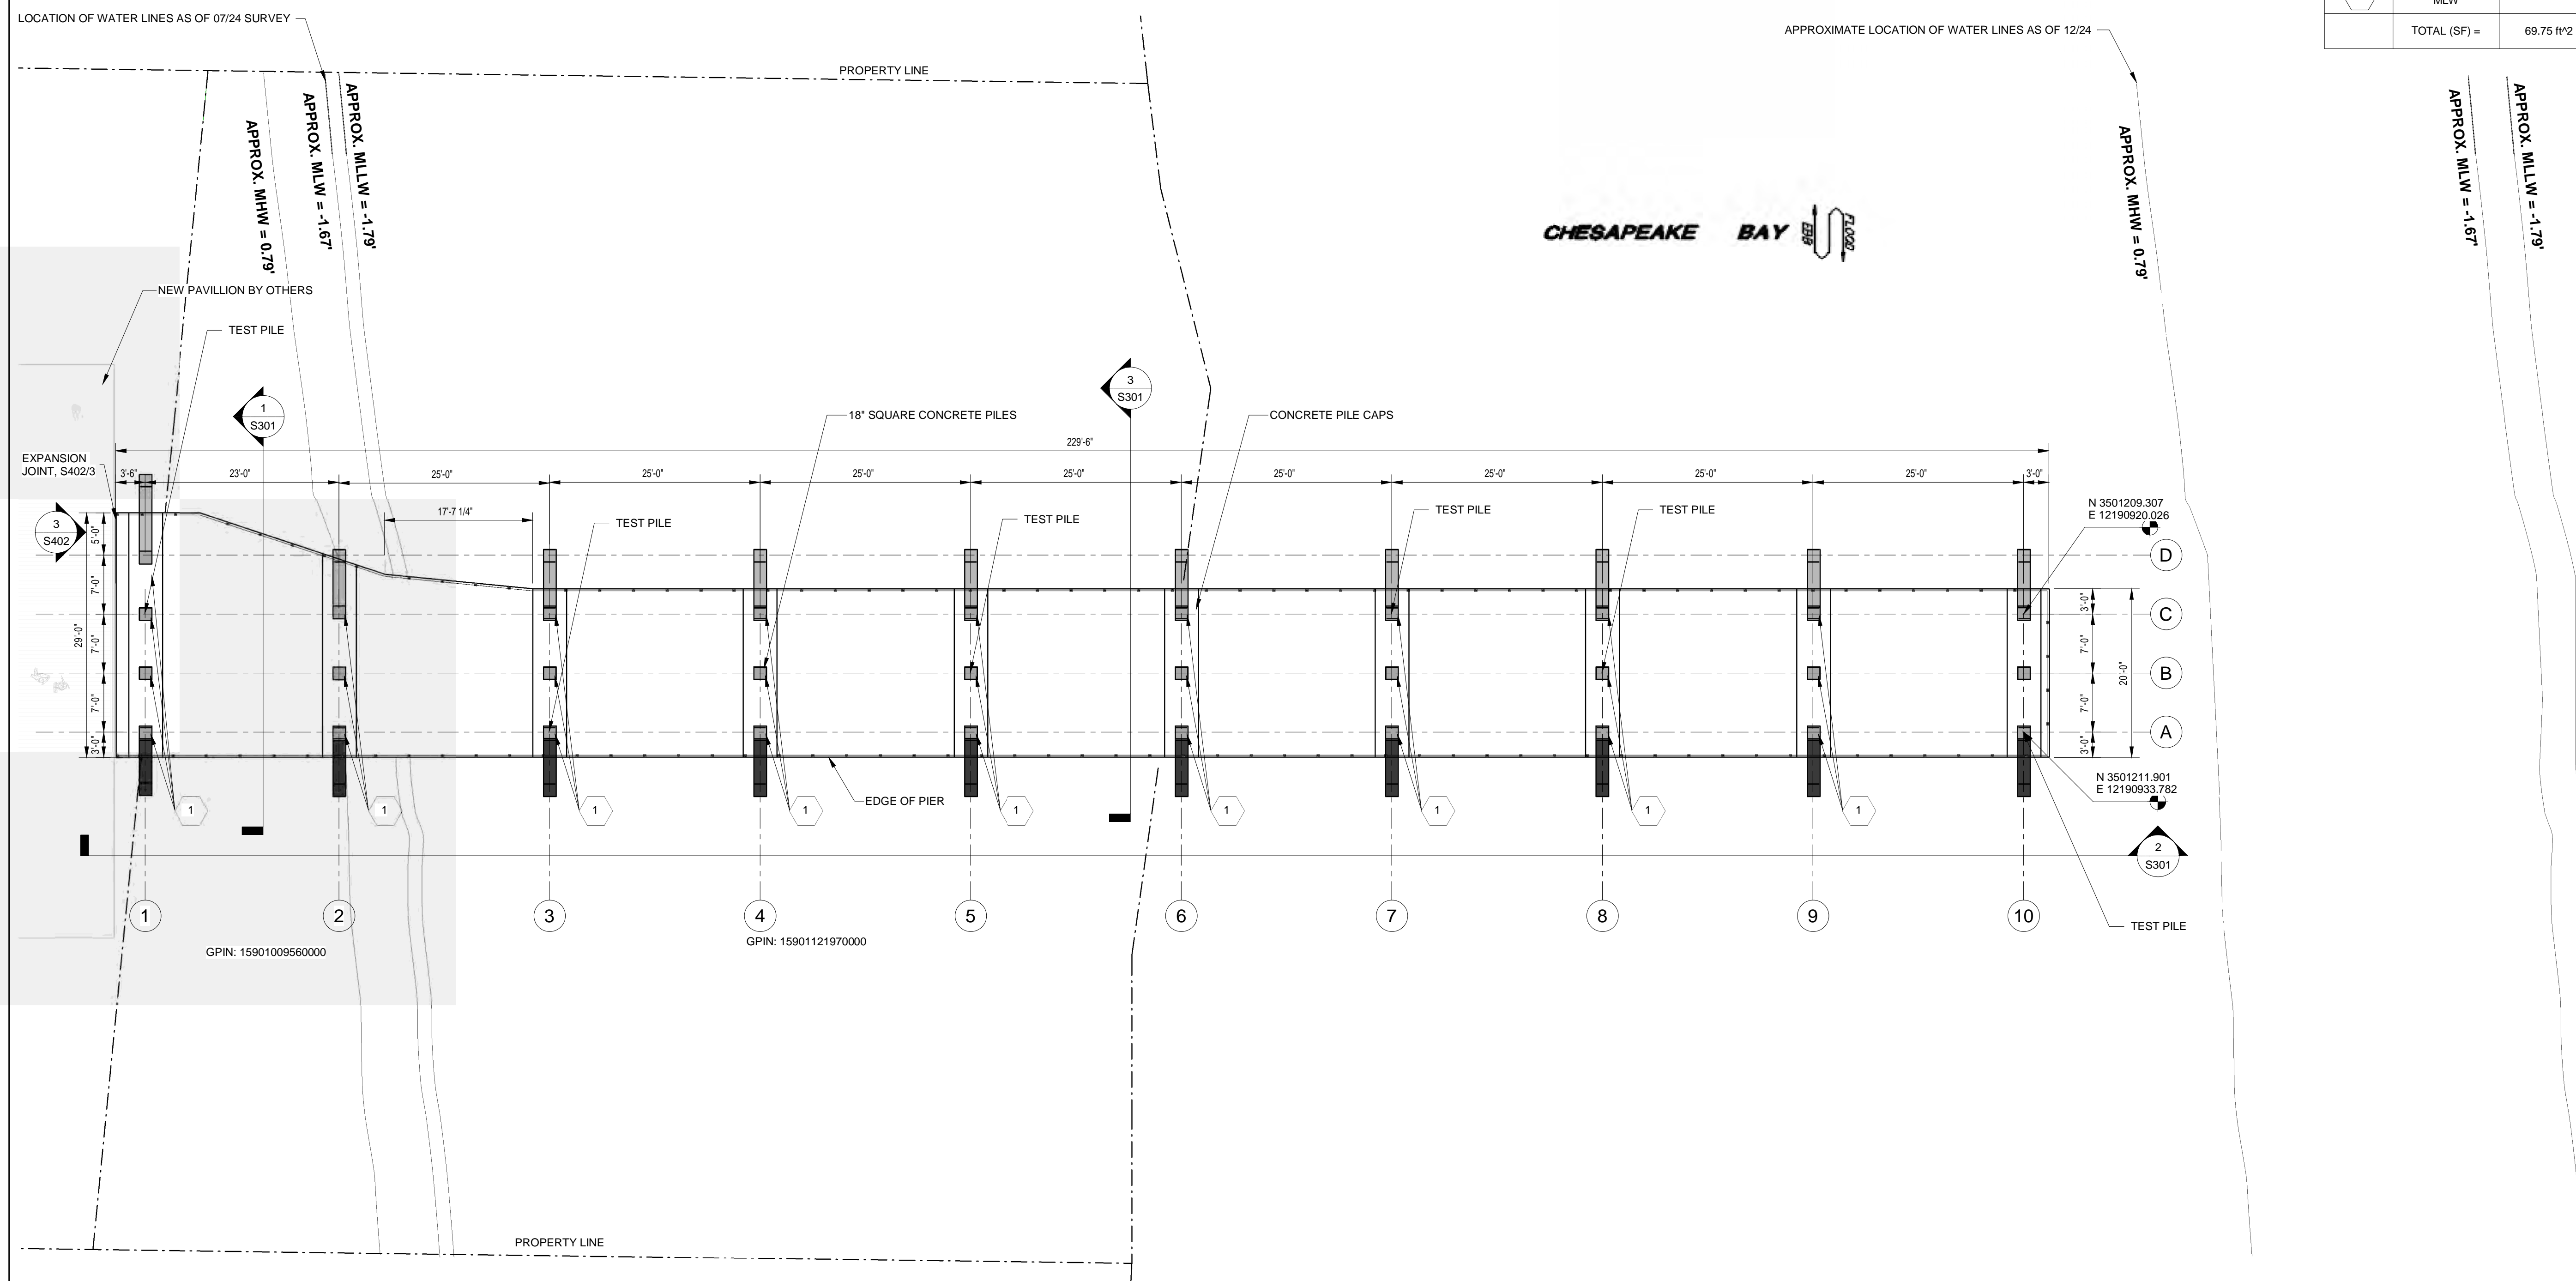 LOCATION OF WATER LINES AS OF 07/24 SURVEY
APPROXIMATE LOCATION OF WATER LINES AS OF 12/24
MLW
TOTAL (SF) = 69.75 ft^2
PROPERTY LINE
APPROX. MHW = 0.79'
APPROX. MLW = -1.67'
APPROX. MLLW = -1.79'
APPROX. MHW = 0.79'
APPROX. MLW = -1.67'
APPROX. MLLW = -1.79'
CHESAPEAKE BAY
EBB
FLOOD
NEW PAVILLION BY OTHERS
TEST PILE
1
S301
3
S301
18" SQUARE CONCRETE PILES
CONCRETE PILE CAPS
229'-6"
EXPANSION
JOINT, S402/3
3'-6"
23'-0"
25'-0"
25'-0"
25'-0"
25'-0"
25'-0"
25'-0"
25'-0"
25'-0"
3'-0"
17'-7 1/4"
3
S402
TEST PILE
TEST PILE
TEST PILE
TEST PILE
N 3501209.307
E 12190920.026
D
C
B
A
5'-0"
7'-0"
7'-0"
7'-0"
3'-0"
29'-0"
3'-0"
7'-0"
7'-0"
3'-0"
20'-0"
N 3501211.901
E 12190933.782
1
1
1
1
1
1
1
1
1
EDGE OF PIER
2
S301
1
2
3
4
5
6
7
8
9
10
TEST PILE
GPIN: 15901009560000
GPIN: 15901121970000
PROPERTY LINE